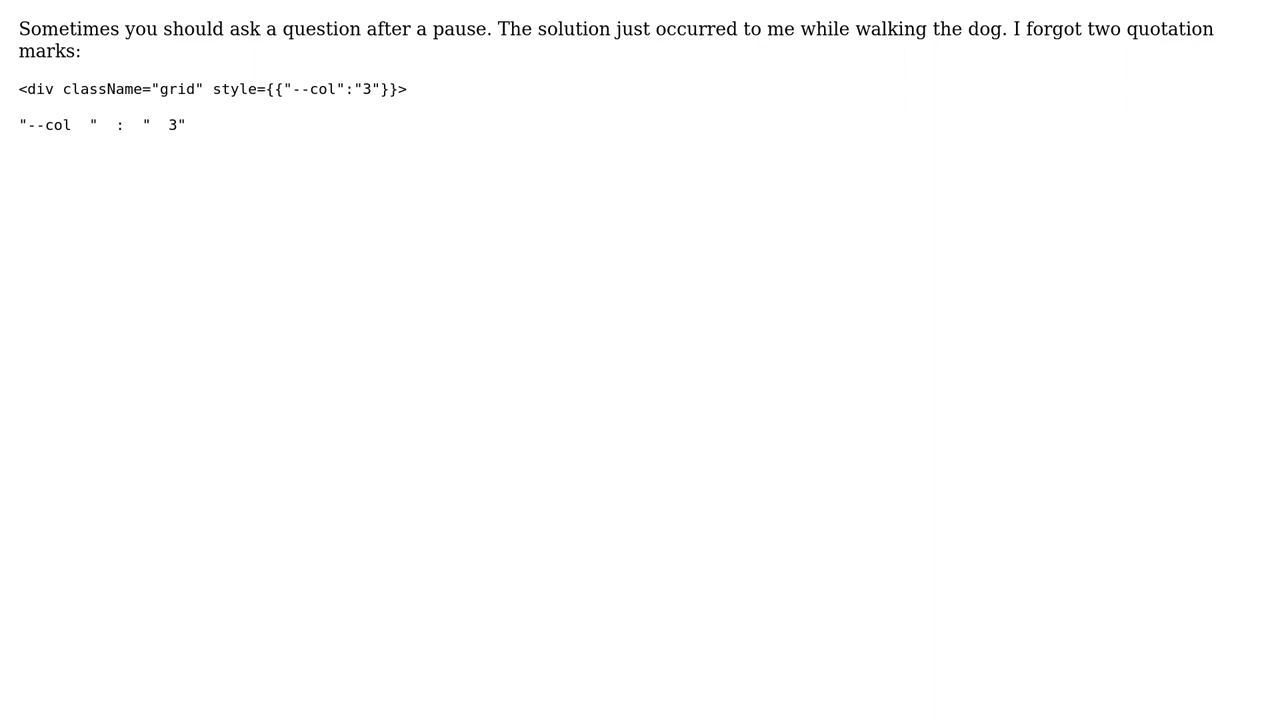 Sometimes you should ask a question after a pause. The solution just occurred to me while walking the dog. I forgot two quotation
marks:
<div className="grid" style={{"--col":"3"}}>
"--col  "  :  "  3"